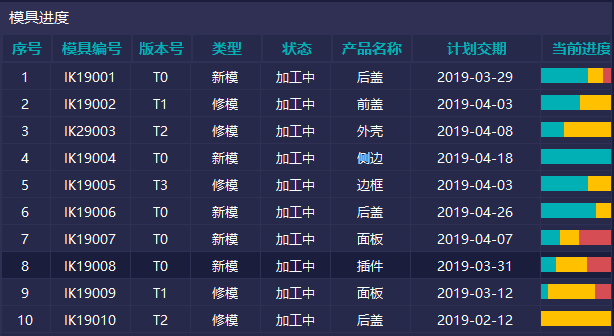 模具进度
序号 模具编号 版本号 类型 状态 产品名称 计划交期 当前进度
1 IK19001 T0 新模 加工中 后盖 2019-03-29
2 IK19002 T1 修模 加工中 前盖 2019-04-03
3 IK29003 T2 修模 加工中 外壳 2019-04-08
4 IK19004 T0 新模 加工中 侧边 2019-04-18
5 IK19005 T3 修模 加工中 边框 2019-04-03
6 IK19006 T0 新模 加工中 后盖 2019-04-26
7 IK19007 T0 新模 加工中 面板 2019-04-07
8 IK19008 T0 新模 加工中 插件 2019-03-31
9 IK19009 T1 修模 加工中 面板 2019-03-12
10 IK19010 T2 修模 加工中 后盖 2019-02-12